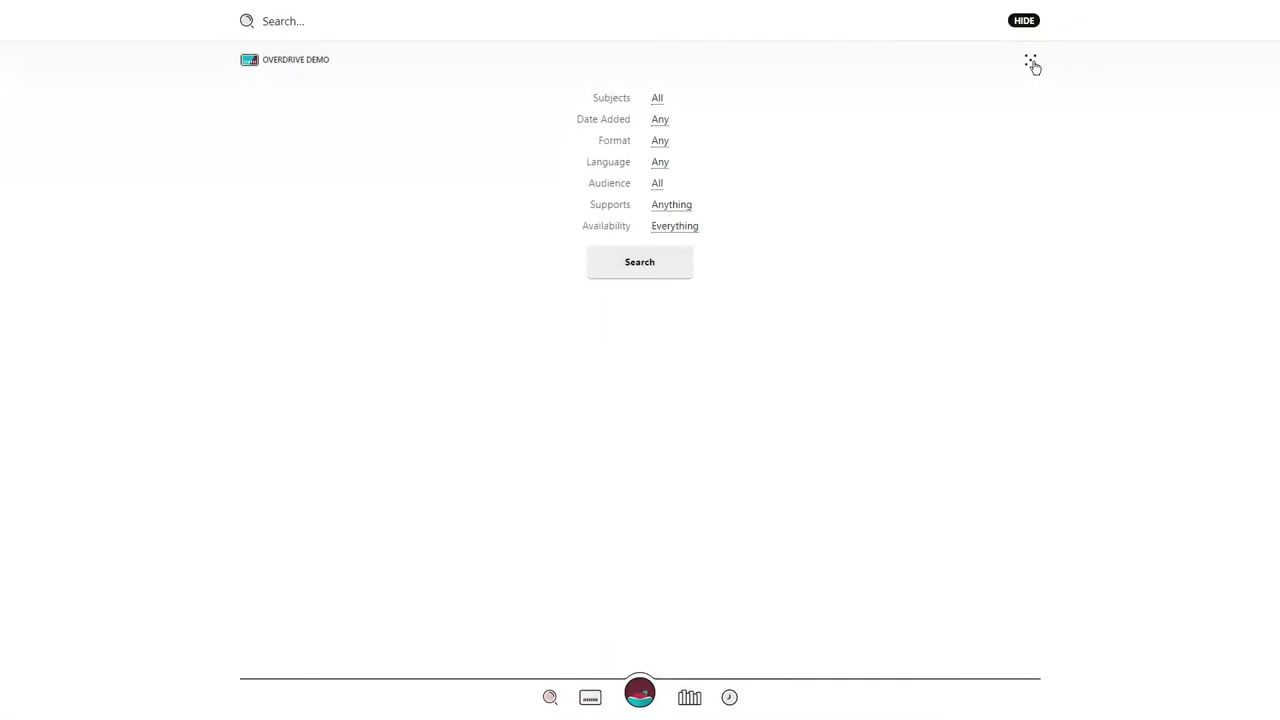 Search...
HIDE
OVERDRIVE DEMO
Subjects All
Date Added Any
Format Any
Language Any
Audience All
Supports Anything
Availability Everything
Search